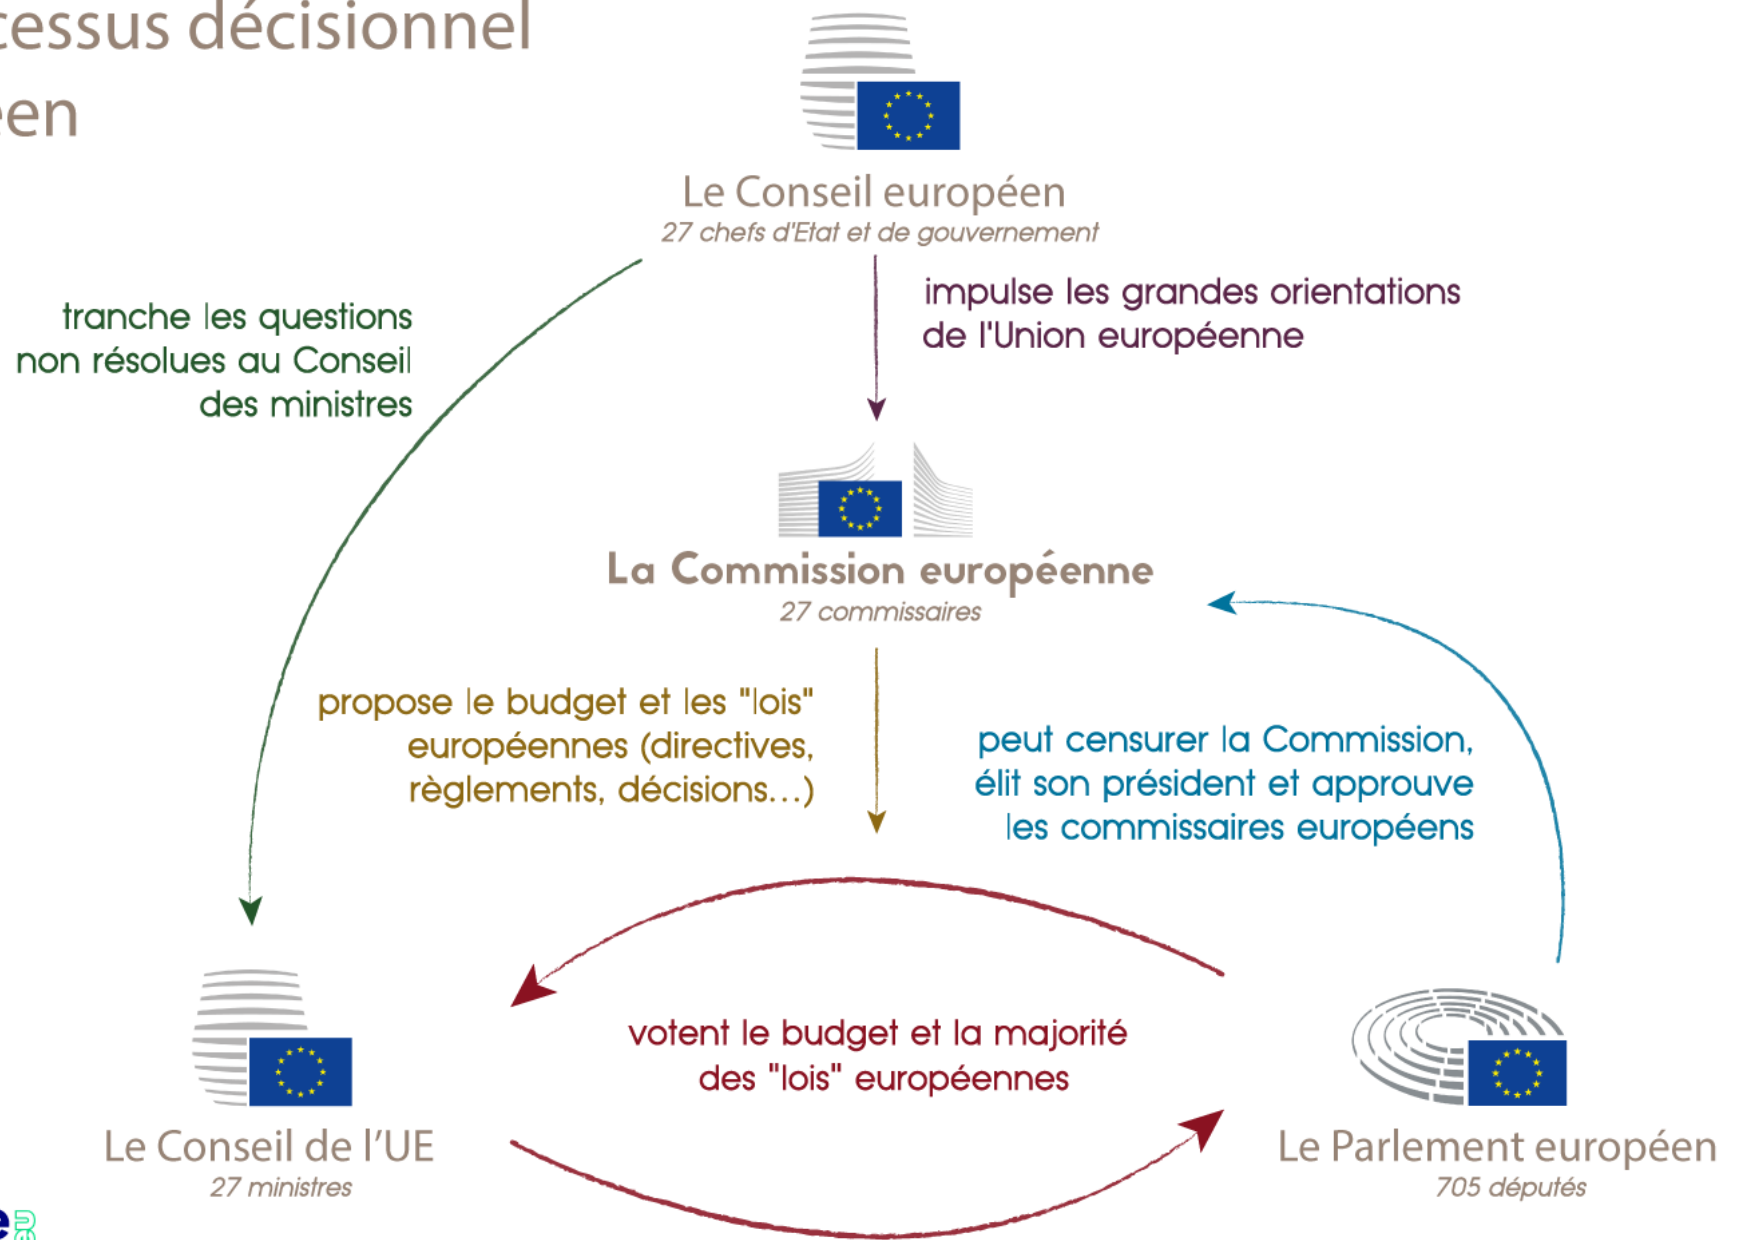 cessus décisionnel
en
Le Conseil européen
27 chefs d'Etat et de gouvernement
tranche les questions
non résolues au Conseil
des ministres
impulse les grandes orientations
de l'Union européenne
La Commission européenne
27 commissaires
propose le budget et les "lois"
européennes (directives,
règlements, décisions...)
peut censurer la Commission,
élit son président et approuve
les commissaires européens
votent le budget et la majorité
des "lois" européennes
Le Conseil de l'UE
27 ministres
Le Parlement européen
705 députés